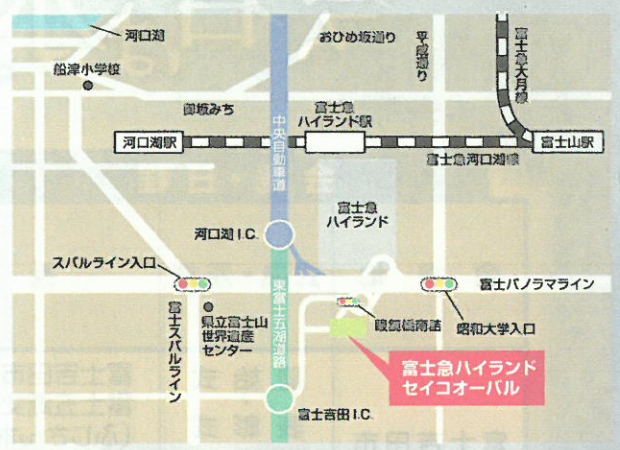 河口湖
おひめ坂通り
平成通り
富士急大月線
船津小学校
御坂みち
富士急
ハイランド駅
中央自動車道
河口湖駅
富士山駅
富士急河口湖線
富士急
ハイランド
河口湖 I.C.
スバルライン入口
富士パノラマライン
東富士五湖道路
県立富士山
世界遺産
センター
眼鏡橋南詰
昭和大学入口
富士スバルライン
富士急ハイランド
セイコオーバル
富士吉田 I.C.